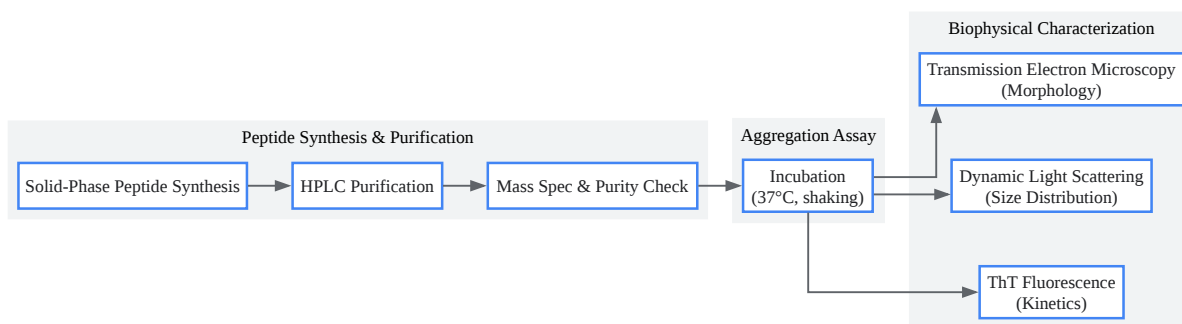 Peptide Synthesis & Purification
Solid-Phase Peptide Synthesis
HPLC Purification
Mass Spec & Purity Check
Aggregation Assay
Incubation
(37°C, shaking)
Biophysical Characterization
Transmission Electron Microscopy
(Morphology)
Dynamic Light Scattering
(Size Distribution)
ThT Fluorescence
(Kinetics)